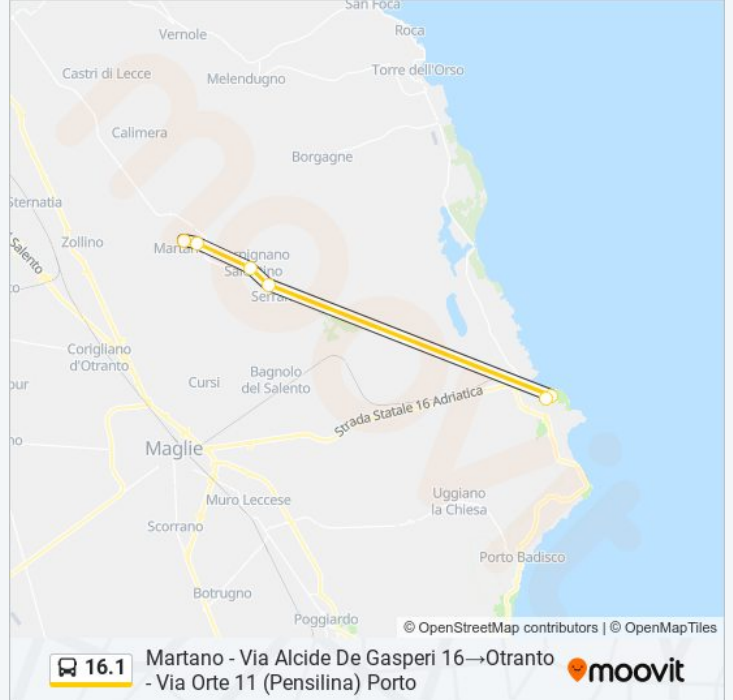 San Foca
Vernole
Roca
Castri di Lecce
Melendugno
Torre dell'Orso
Calimera
Borgagne
Sternatia
Zollino
Salento
Corigliano
d'Otranto
Cursi
Bagnolo
del Salento
Strada Statale 16 Adriatica
Maglie
Muro Leccese
Uggiano
la Chiesa
Scorrano
Porto Badisco
Botrugno
Poggiardo
moovit
© OpenStreetMap contributors | © OpenMapTiles
16.1
Martano - Via Alcide De Gasperi 16→Otranto
- Via Orte 11 (Pensilina) Porto
moovit